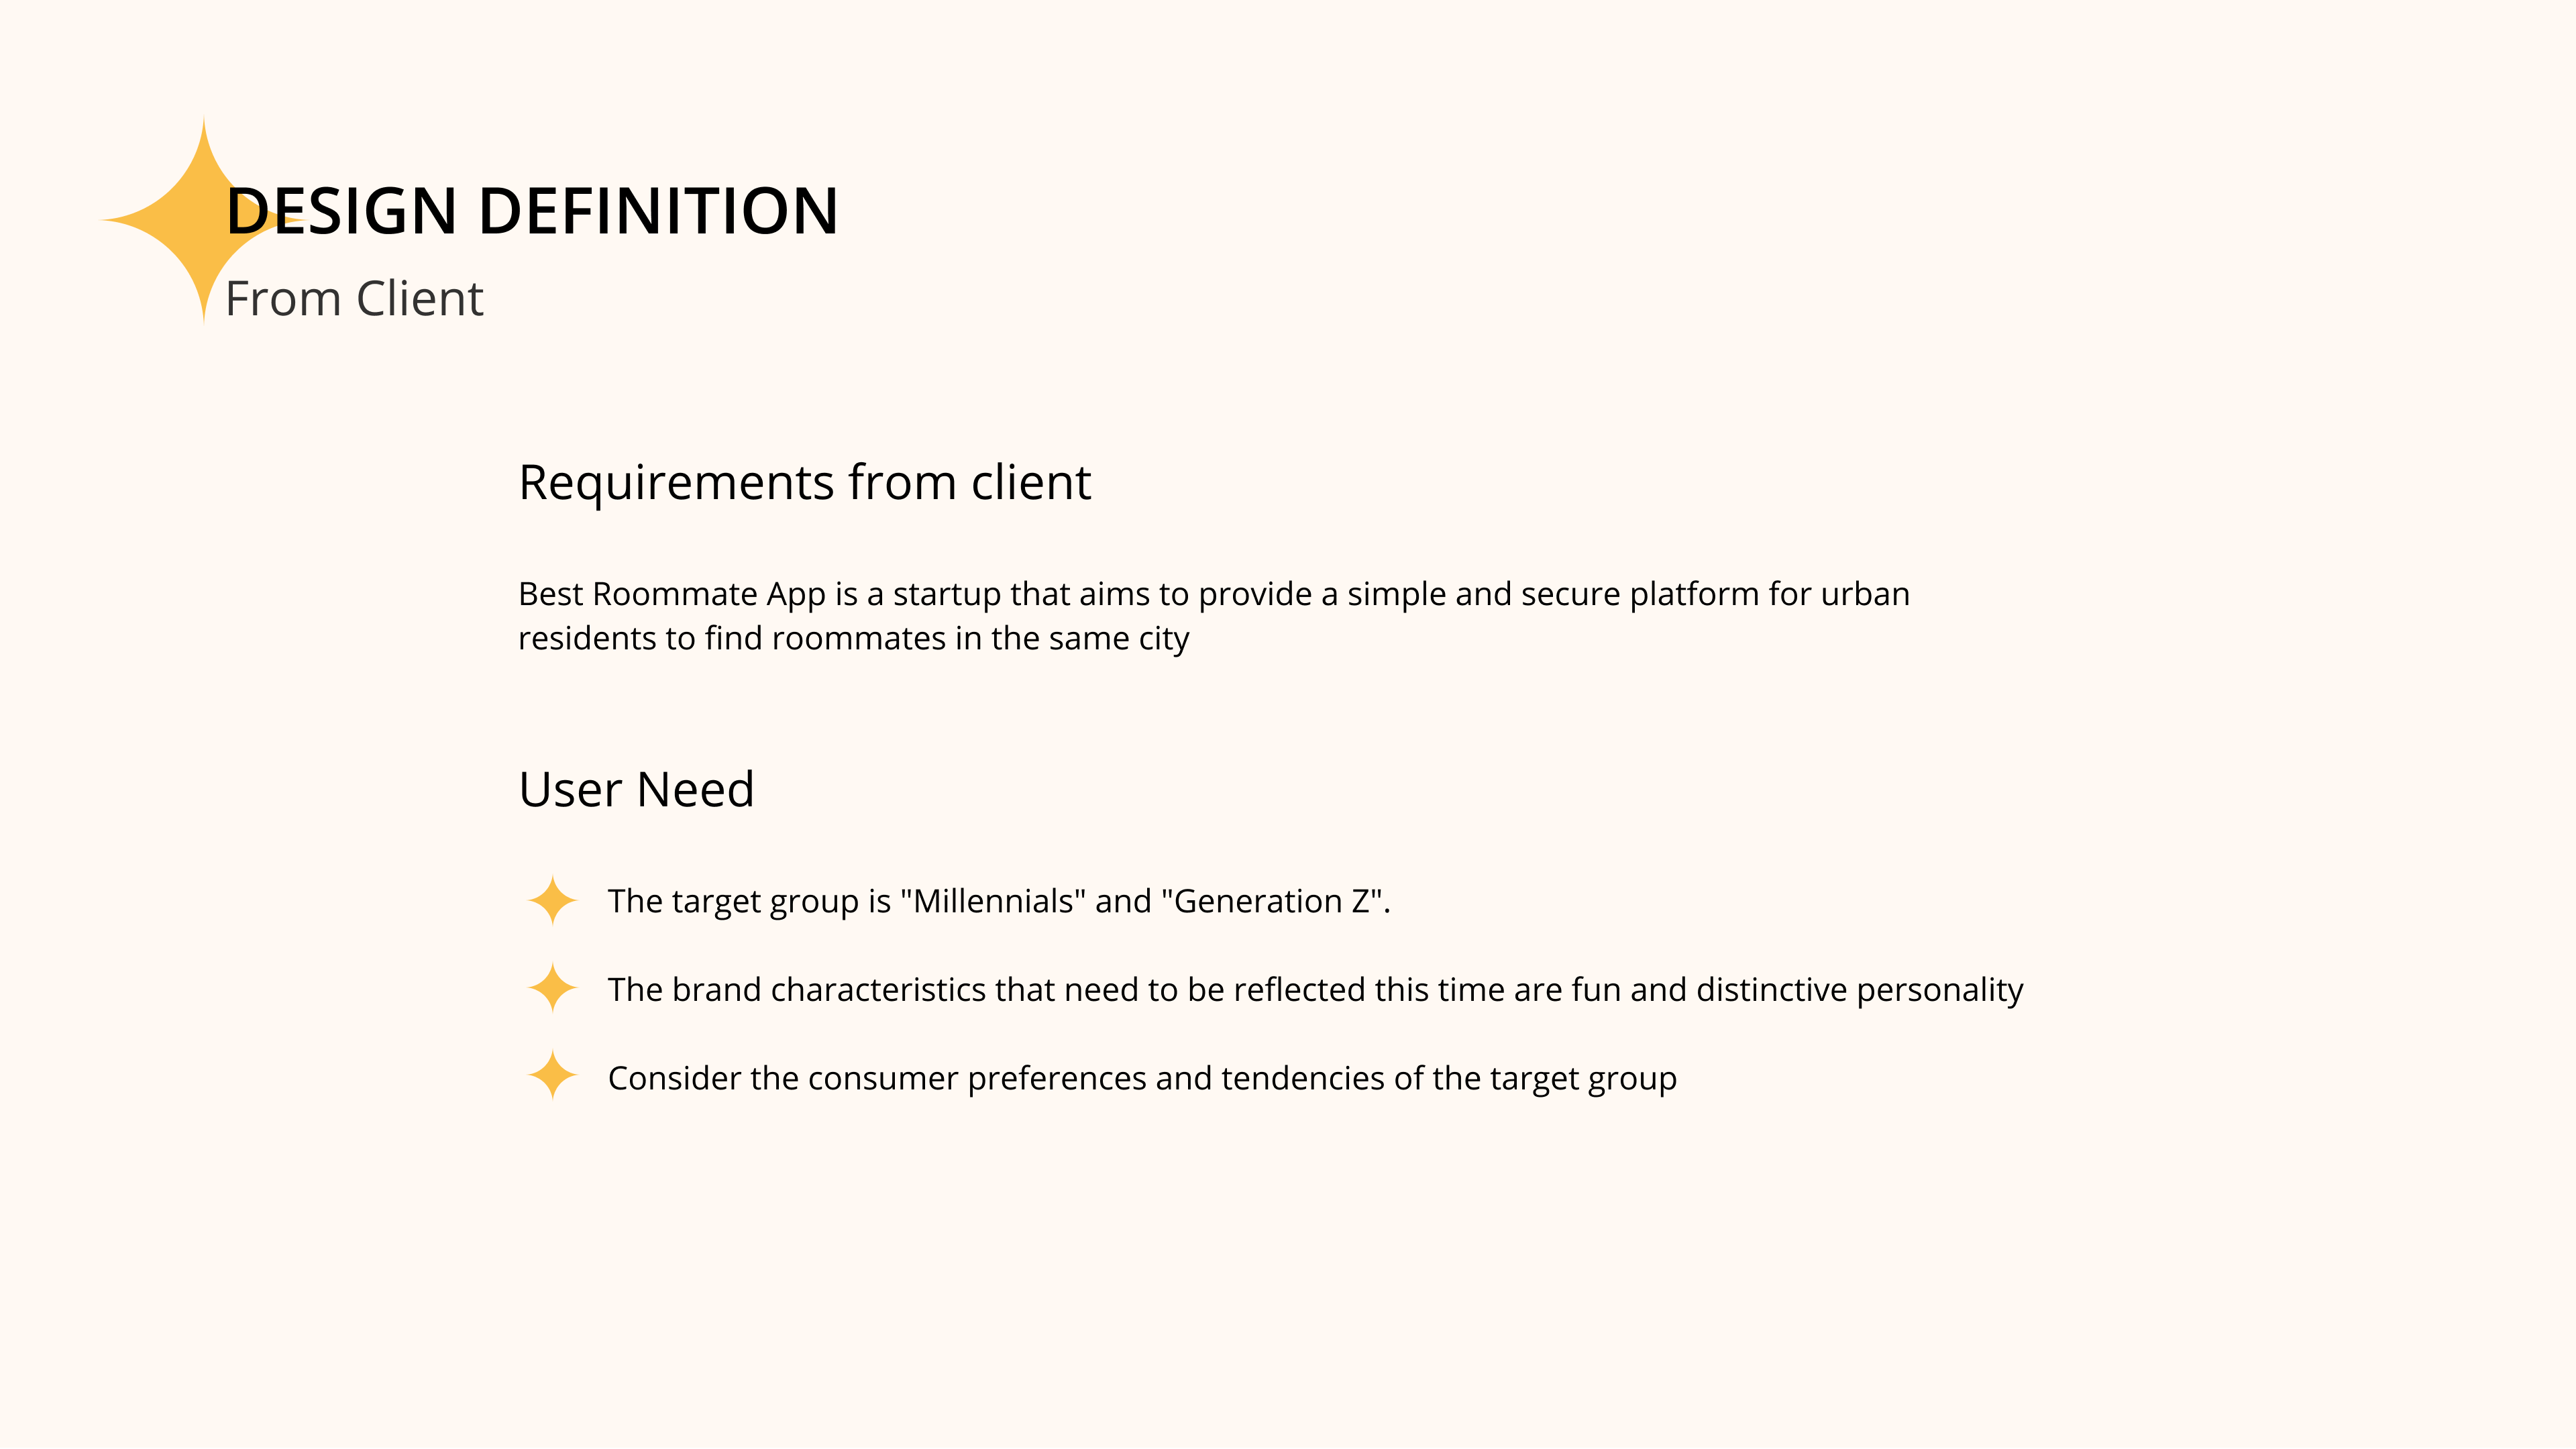 DESIGN DEFINITION
From Client
Requirements from client
Best Roommate App is a startup that aims to provide a simple and secure platform for urban
residents to find roommates in the same city
User Need
The target group is "Millennials" and "Generation Z".
The brand characteristics that need to be reflected this time are fun and distinctive personality
Consider the consumer preferences and tendencies of the target group